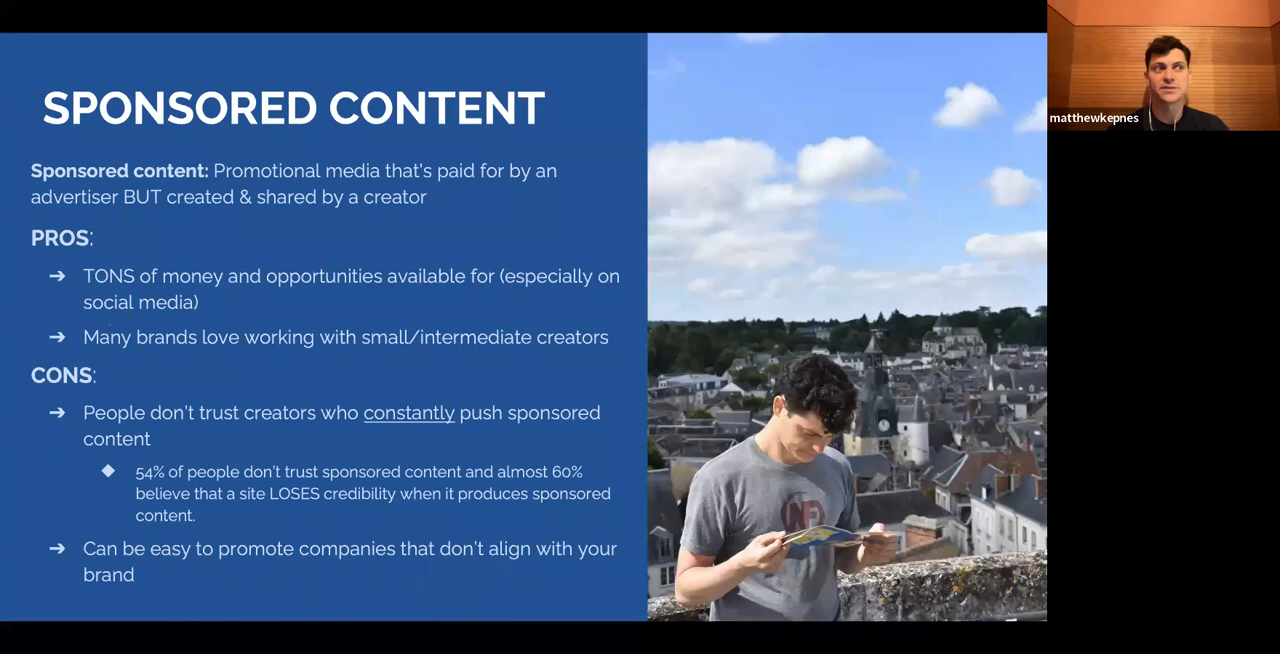 SPONSORED CONTENT
Sponsored content: Promotional media that's paid for by an
advertiser BUT created & shared by a creator
PROS:
➔ TONS of money and opportunities available for (especially on
social media)
➔ Many brands love working with small/intermediate creators
CONS:
➔ People don't trust creators who constantly push sponsored
content
◆ 54% of people don't trust sponsored content and almost 60%
believe that a site LOSES credibility when it produces sponsored
content.
➔ Can be easy to promote companies that don't align with your
brand
matthewkepnes